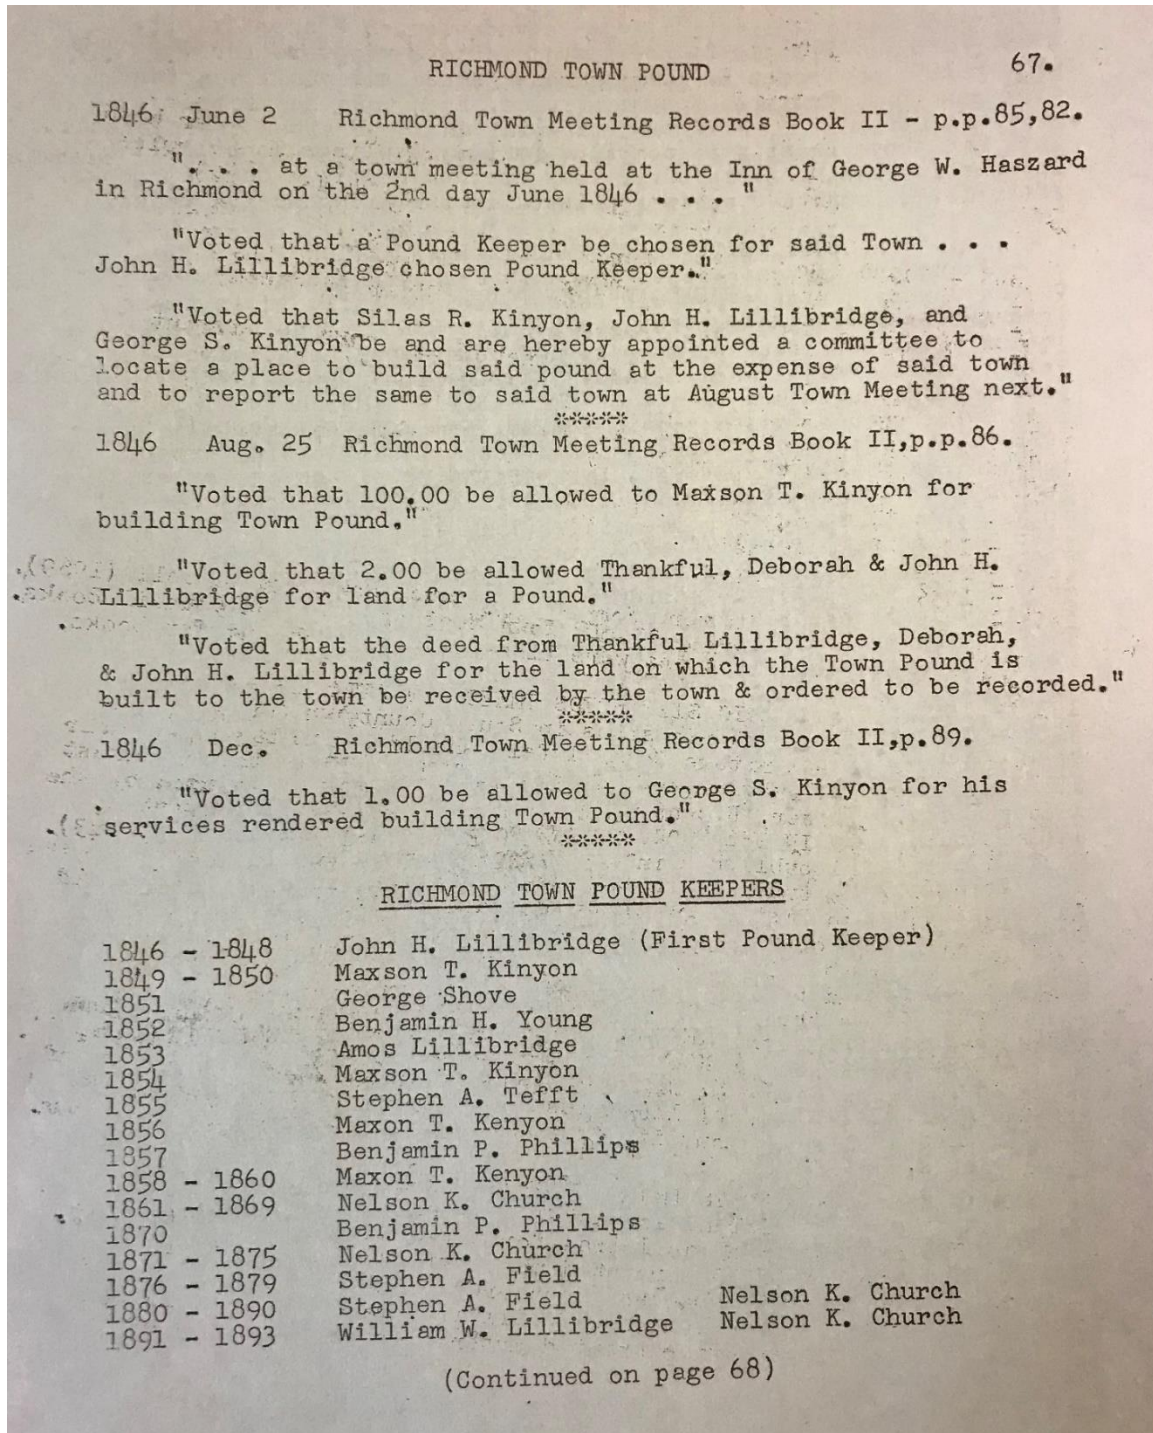 RICHMOND TOWN POUND 67.
1846 June 2 Richmond Town Meeting Records Book II - p.p.85,82.
". . . at a town meeting held at the Inn of George W. Haszard
in Richmond on the 2nd day June 1846 . . . "
"Voted that a Pound Keeper be chosen for said Town . . .
John H. Lillibridge chosen Pound Keeper."
"Voted that Silas R. Kinyon, John H. Lillibridge, and
George S. Kinyon be and are hereby appointed a committee to
locate a place to build said pound at the expense of said town
and to report the same to said town at August Town Meeting next."
*****
1846 Aug. 25 Richmond Town Meeting Records Book II,p.p.86.
"Voted that 100.00 be allowed to Maxson T. Kinyon for
building Town Pound."
"Voted that 2.00 be allowed Thankful, Deborah & John H.
Lillibridge for land for a Pound."
"Voted that the deed from Thankful Lillibridge, Deborah,
& John H. Lillibridge for the land on which the Town Pound is
built to the town be received by the town & ordered to be recorded."
*****
1846 Dec. Richmond Town Meeting Records Book II,p.89.
"Voted that 1.00 be allowed to George S. Kinyon for his
services rendered building Town Pound."
*****
RICHMOND TOWN POUND KEEPERS
1846 - 1848 John H. Lillibridge (First Pound Keeper)
1849 - 1850 Maxson T. Kinyon
1851 George Shove
1852 Benjamin H. Young
1853 Amos Lillibridge
1854 Maxson T. Kinyon
1855 Stephen A. Tefft
1856 Maxon T. Kenyon
1857 Benjamin P. Phillips
1858 - 1860 Maxon T. Kenyon
1861 - 1869 Nelson K. Church
1870 Benjamin P. Phillips
1871 - 1875 Nelson K. Church
1876 - 1879 Stephen A. Field
1880 - 1890 Stephen A. Field Nelson K. Church
1891 - 1893 William W. Lillibridge Nelson K. Church
(Continued on page 68)